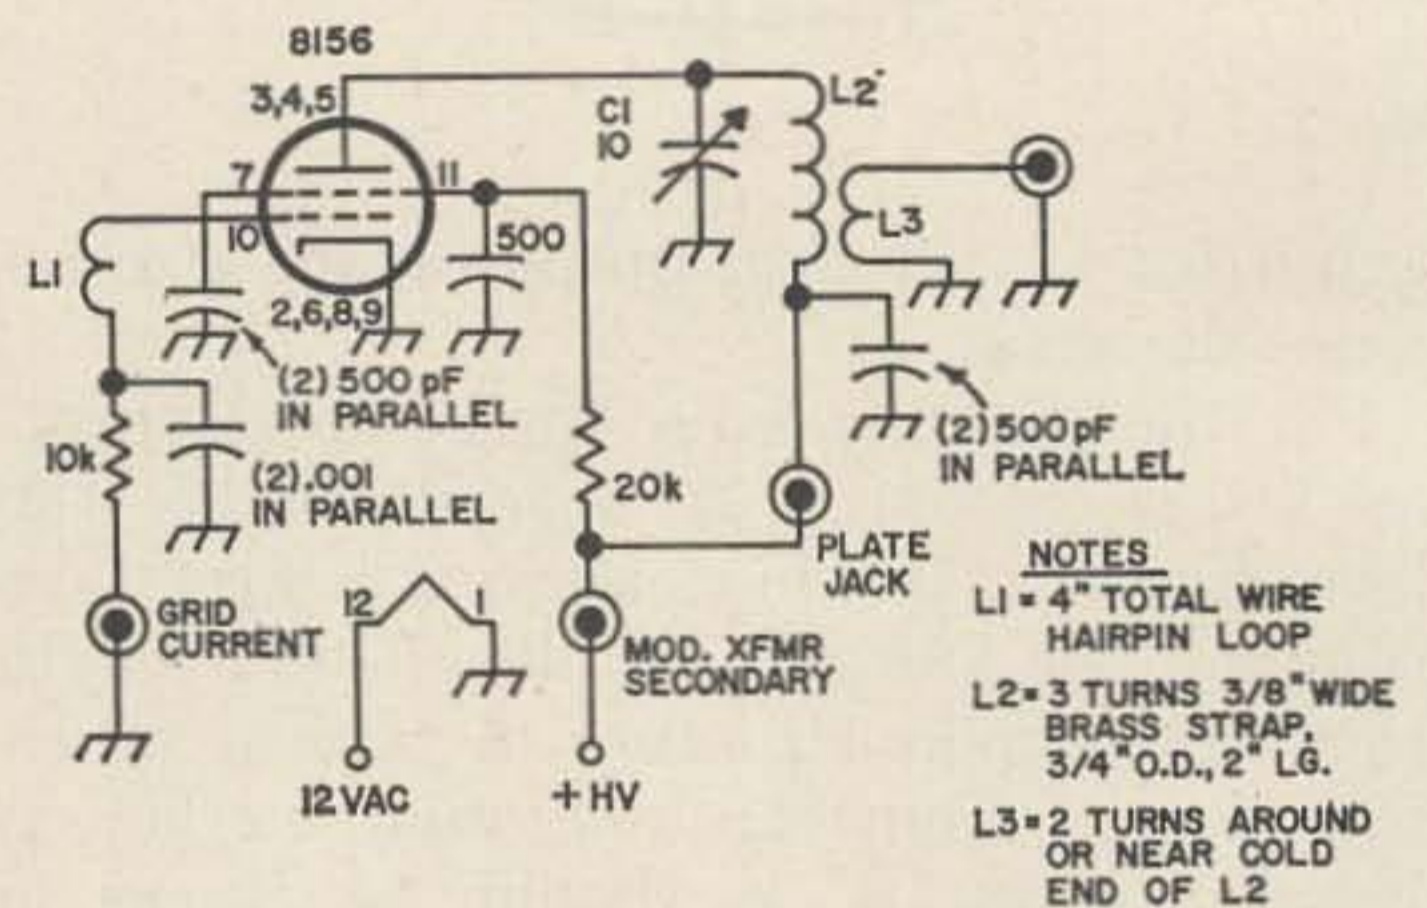 8156
3,4,5
7
11
10
2,6,8,9
L1
10k
(2) 500 pF
IN PARALLEL
(2).001
IN PARALLEL
500
C1
10
L2
L3
20k
(2) 500 pF
IN PARALLEL
PLATE
JACK
GRID
CURRENT
12
1
12 VAC
MOD. XFMR
SECONDARY
+ HV
NOTES
L1 = 4" TOTAL WIRE
HAIRPIN LOOP
L2 = 3 TURNS 3/8" WIDE
BRASS STRAP,
3/4" O.D., 2" LG.
L3 = 2 TURNS AROUND
OR NEAR COLD
END OF L2